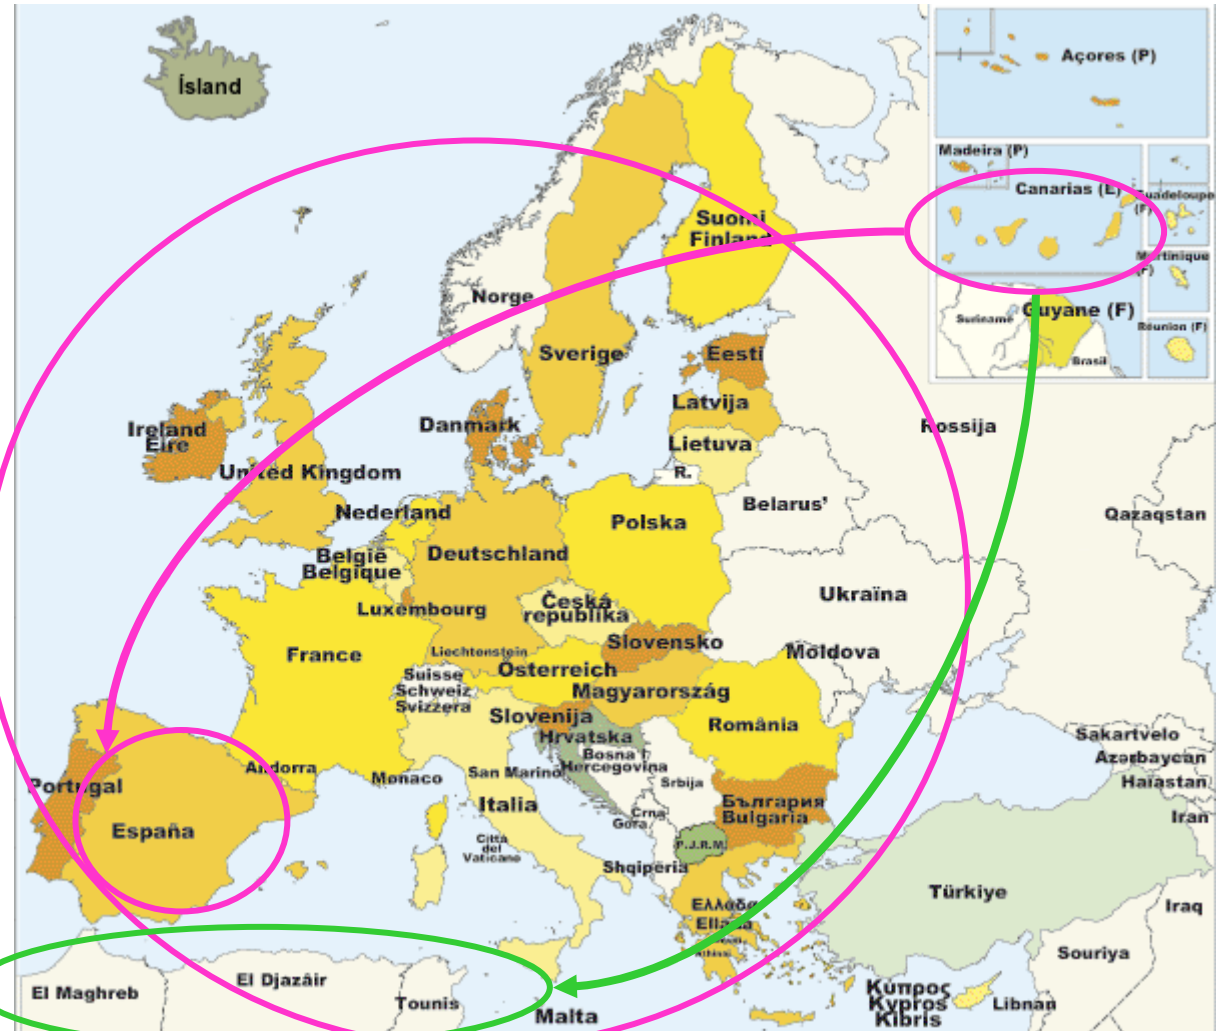 Ísland
Açores (P)
Madeira (P)
Canarias (E)
Guadeloupe
(F)
Martinique
(F)
Guyane (F)
Suriname
Brasil
Réunion (F)
Suomi
Finland
Norge
Sverige
Eesti
Latvija
Lietuva
R.
Danmark
Ireland
Éire
United Kingdom
Rossija
Belarus’
Qazaqstan
Nederland
Polska
België
Belgique
Deutschland
Luxembourg
Česká
republika
Ukraïna
Slovensko
Moldova
France
Liechtenstein
Österreich
Suisse
Schweiz
Svizzera
Magyarország
Slovenija
România
Hrvatska
Bosna i
Hercegovina
Sakartvelo
Azərbaycan
Haïastan
Iran
Andorra
Monaco
San Marino
Srbija
Portugal
España
Italia
Crna
Gora
България
Bulgaria
Città
del
Vaticano
P.J.R.M.
Shqipëria
Türkiye
Iraq
Ελλάδα
Ellada
Souriya
El Maghreb
El Djazâir
Tounis
Malta
Κύπρος
Kypros
Kıbrıs
Libnan